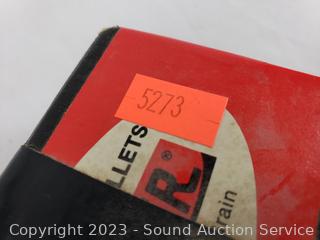 5273
LLETS
R®
rain
Copyright © 2023 - Sound Auction Service